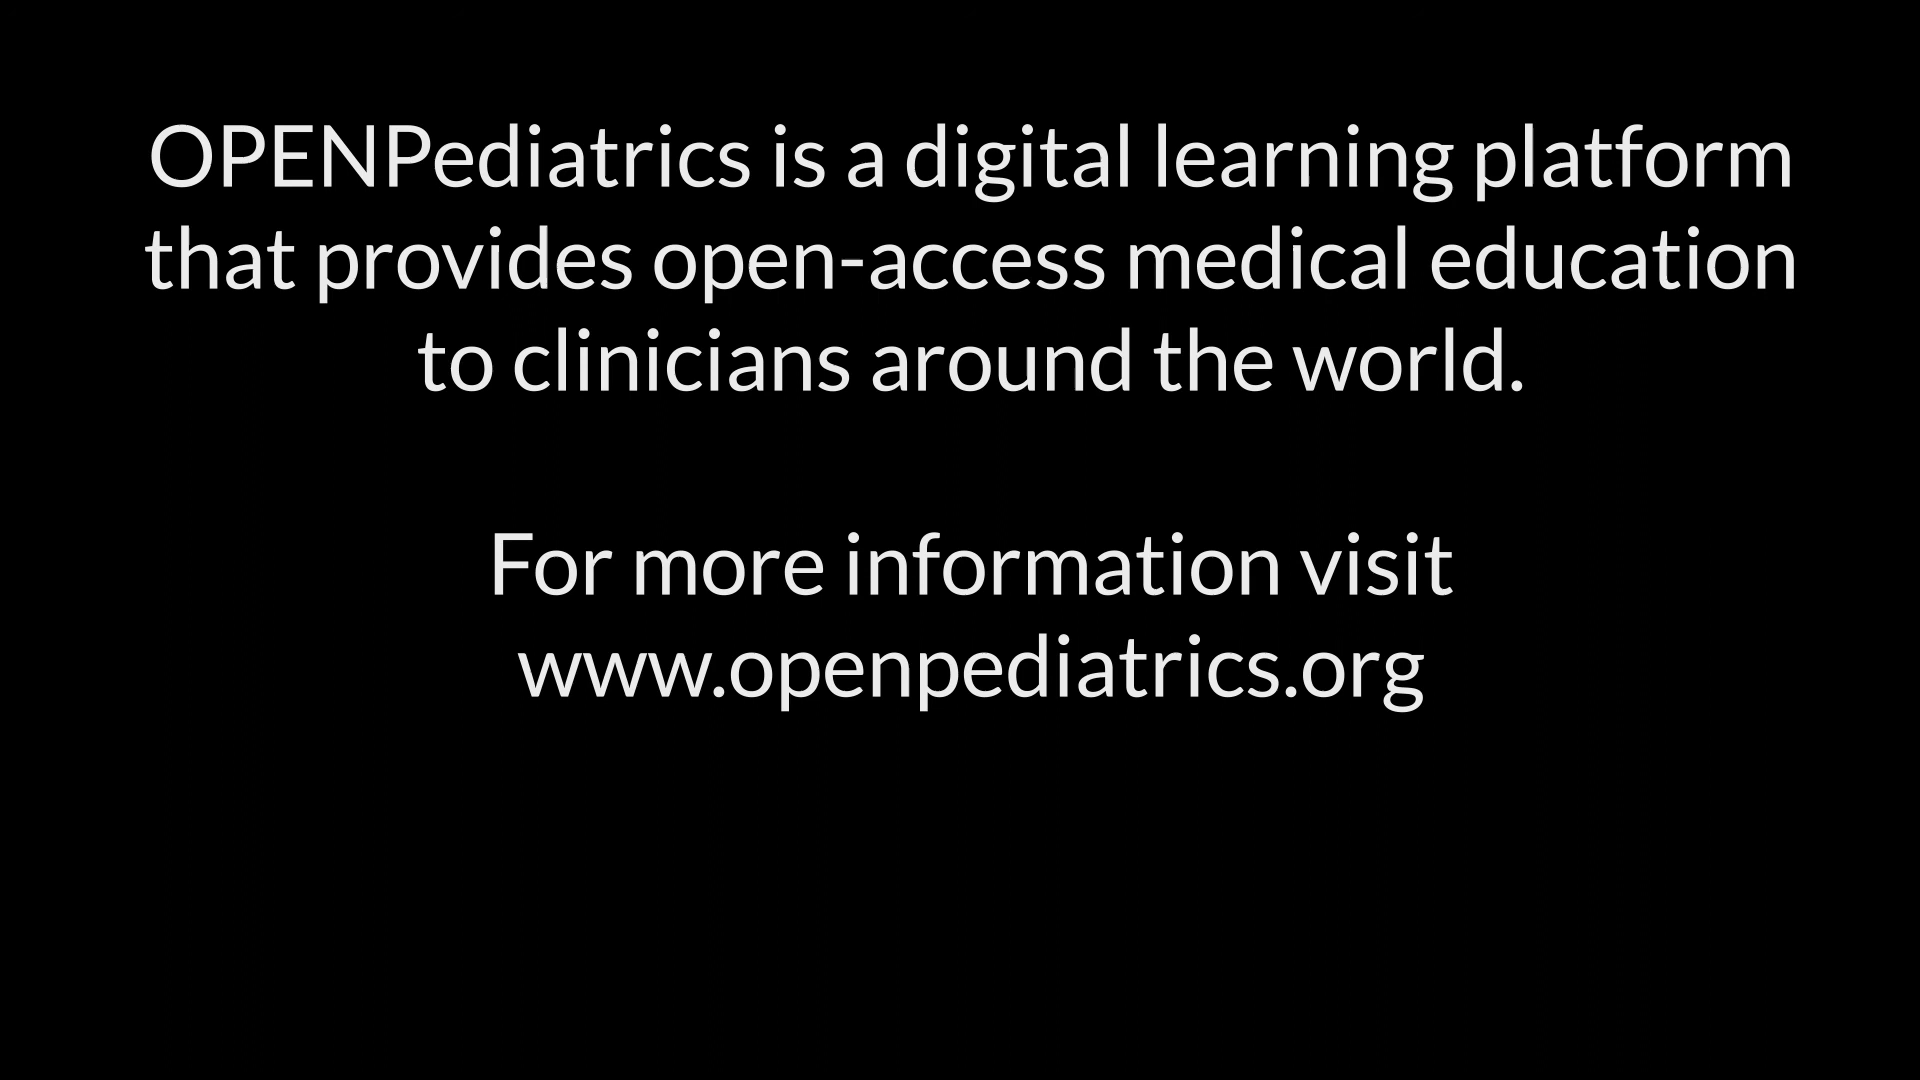 OPENPediatrics is a digital learning platform
that provides open-access medical education
to clinicians around the world.
For more information visit
www.openpediatrics.org